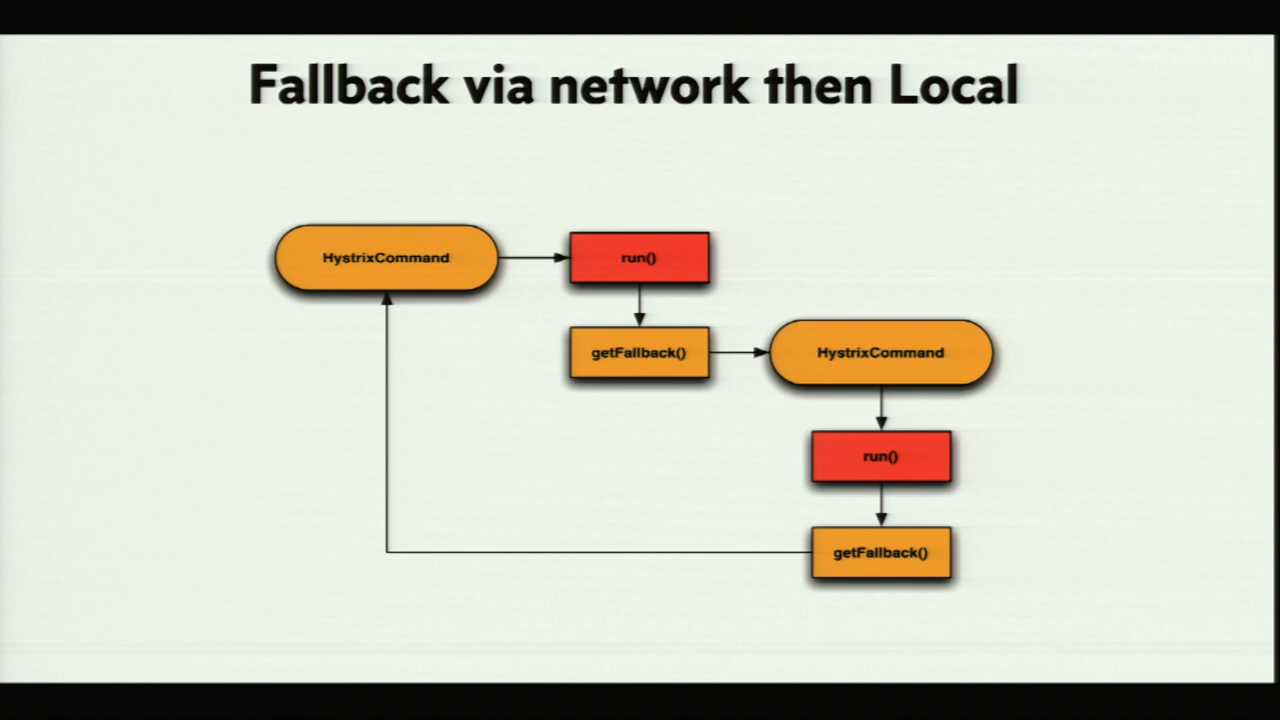 Fallback via network then Local
HystrixCommand
run()
getFallback()
HystrixCommand
run()
getFallback()